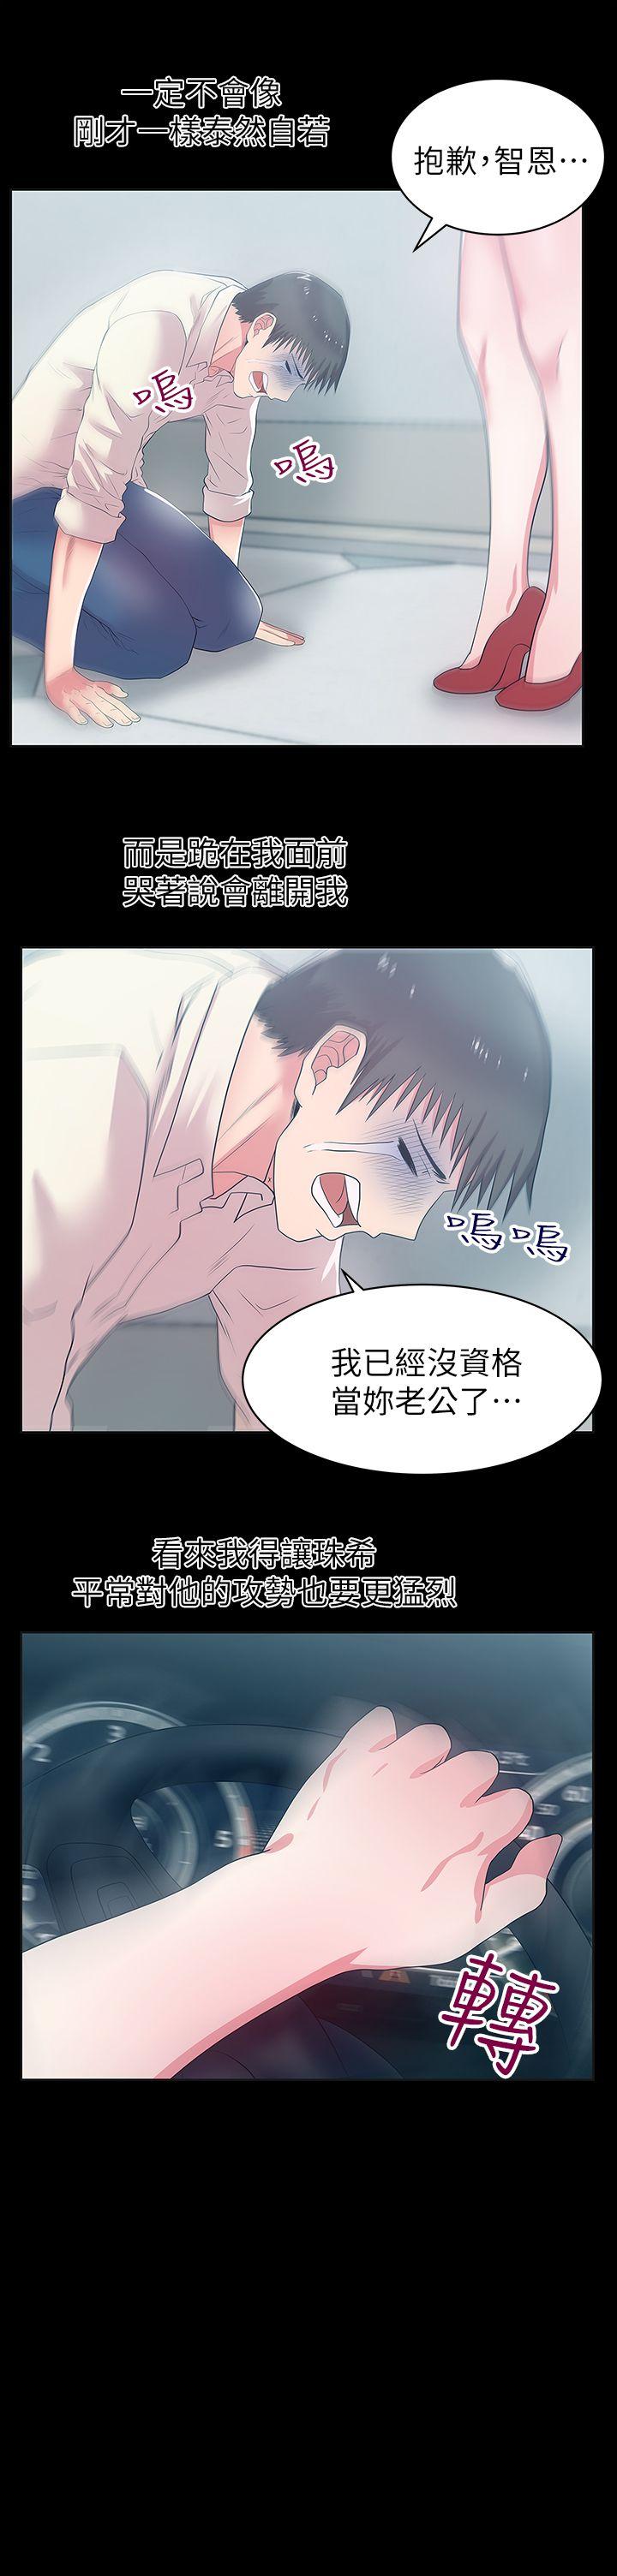 一定不會像
剛才一樣泰然自若
抱歉，智恩⋯
嗚
嗚
而是跪在我面前
哭著說會離開我
嗚嗚
我已經沒資格
當妳老公了⋯
看來我得讓珠希
平常對他的攻勢也要更猛烈
2
5
60
轉